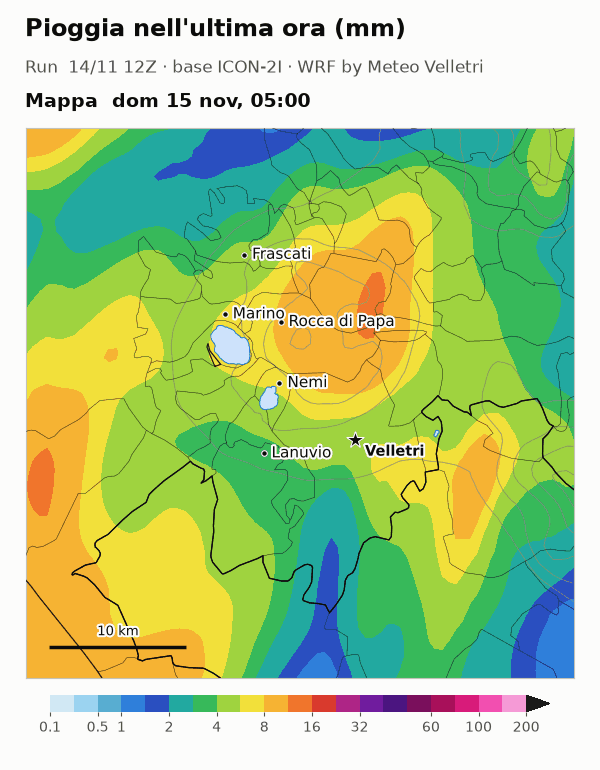 Pioggia nell'ultima ora (mm)
Run  14/11 12Z · base ICON-2I · WRF by Meteo Velletri
Mappa  dom 15 nov, 05:00
Frascati
Marino
Rocca di Papa
Nemi
Velletri
Lanuvio
10 km
0.1 0.5 1 2 4 8 16 32 60 100 200